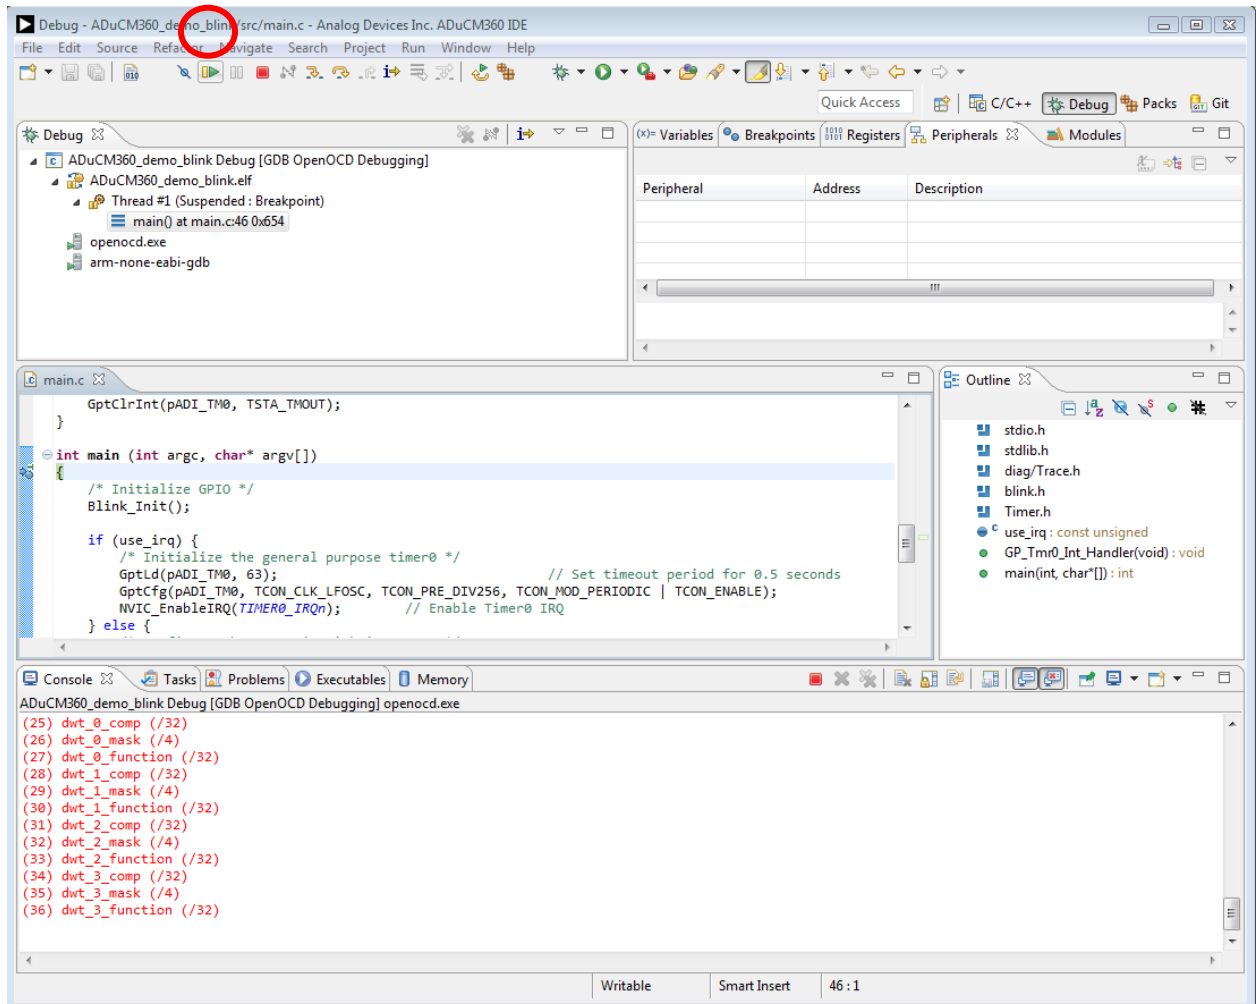 Debug - ADuCM360_demo_blink/src/main.c - Analog Devices Inc. ADuCM360 IDE
File Edit Source Refactor Navigate Search Project Run Window Help
Quick Access C/C++ Debug Packs Git
Debug
ADuCM360_demo_blink Debug [GDB OpenOCD Debugging]
ADuCM360_demo_blink.elf
Thread #1 (Suspended : Breakpoint)
main() at main.c:46 0x654
openocd.exe
arm-none-eabi-gdb
(x)= Variables Breakpoints Registers Peripherals Modules
Peripheral Address Description
main.c
GptClrInt(pADI_TM0, TSTA_TMOUT);
}
int main (int argc, char* argv[])
{
/* Initialize GPIO */
Blink_Init();
if (use_irq) {
/* Initialize the general purpose timer0 */
GptLd(pADI_TM0, 63); // Set timeout period for 0.5 seconds
GptCfg(pADI_TM0, TCON_CLK_LFOSC, TCON_PRE_DIV256, TCON_MOD_PERIODIC | TCON_ENABLE);
NVIC_EnableIRQ(TIMER0_IRQn); // Enable Timer0 IRQ
} else {
Outline
stdio.h
stdlib.h
diag/Trace.h
blink.h
Timer.h
use_irq : const unsigned
GP_Tmr0_Int_Handler(void) : void
main(int, char*[]) : int
Console Tasks Problems Executables Memory
ADuCM360_demo_blink Debug [GDB OpenOCD Debugging] openocd.exe
(25) dwt_0_comp (/32)
(26) dwt_0_mask (/4)
(27) dwt_0_function (/32)
(28) dwt_1_comp (/32)
(29) dwt_1_mask (/4)
(30) dwt_1_function (/32)
(31) dwt_2_comp (/32)
(32) dwt_2_mask (/4)
(33) dwt_2_function (/32)
(34) dwt_3_comp (/32)
(35) dwt_3_mask (/4)
(36) dwt_3_function (/32)
Writable Smart Insert 46 : 1